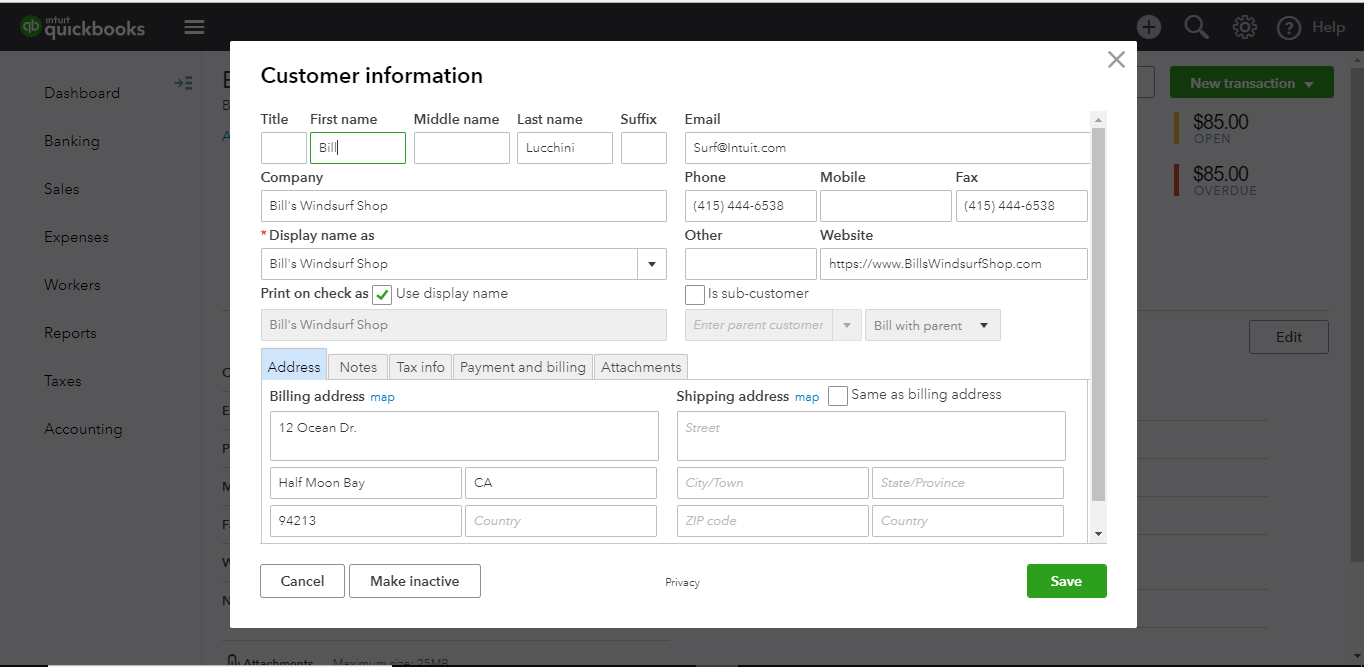 intuit
quickbooks
Help
Dashboard
Banking
Sales
Expenses
Workers
Reports
Taxes
Accounting
Customer information
Title First name Middle name Last name Suffix Email
Bill Lucchini Surf@Intuit.com
Company Phone Mobile Fax
Bill's Windsurf Shop (415) 444-6538 (415) 444-6538
*Display name as Other Website
Bill's Windsurf Shop https://www.BillsWindsurfShop.com
Print on check as Use display name Is sub-customer
Bill's Windsurf Shop Enter parent customer Bill with parent
Address Notes Tax info Payment and billing Attachments
Billing address map Shipping address map Same as billing address
12 Ocean Dr. Street
Half Moon Bay CA City/Town State/Province
94213 Country ZIP code Country
Cancel Make inactive Privacy Save
New transaction
$85.00
OPEN
$85.00
OVERDUE
Edit
Attachments Maximum size: 25MB